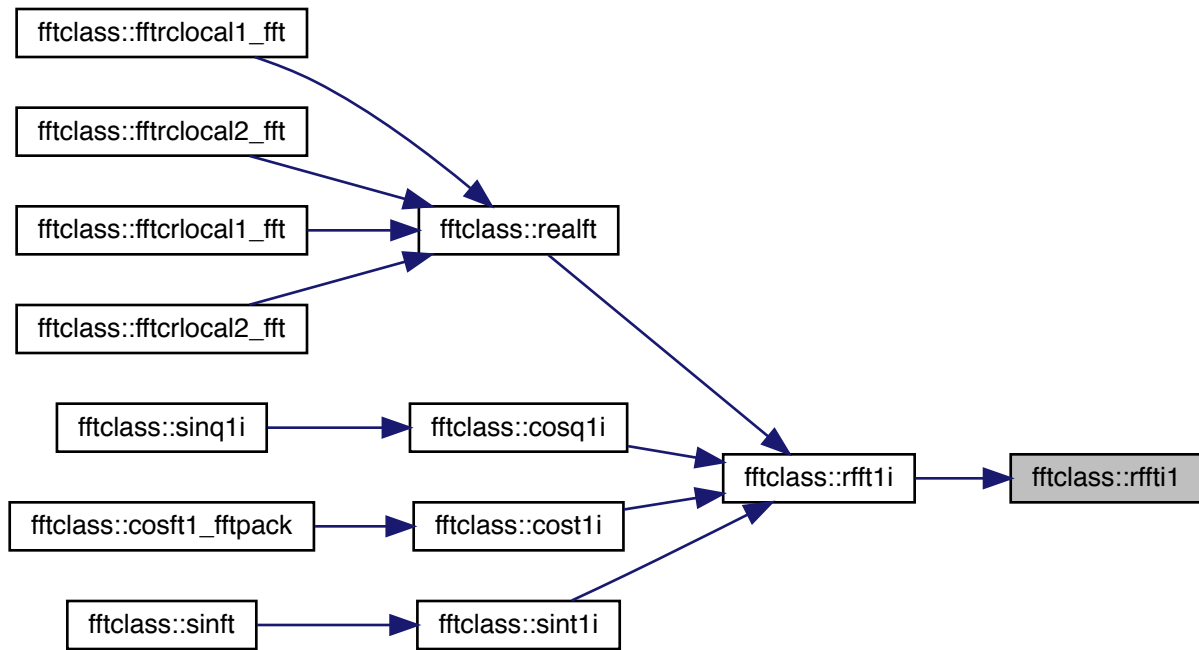 fftclass::fftrclocal1_fft
fftclass::fftrclocal2_fft
fftclass::fftcrlocal1_fft
fftclass::realft
fftclass::fftcrlocal2_fft
fftclass::sinq1i
fftclass::cosq1i
fftclass::rfft1i
fftclass::rffti1
fftclass::cosft1_fftpack
fftclass::cost1i
fftclass::sinft
fftclass::sint1i